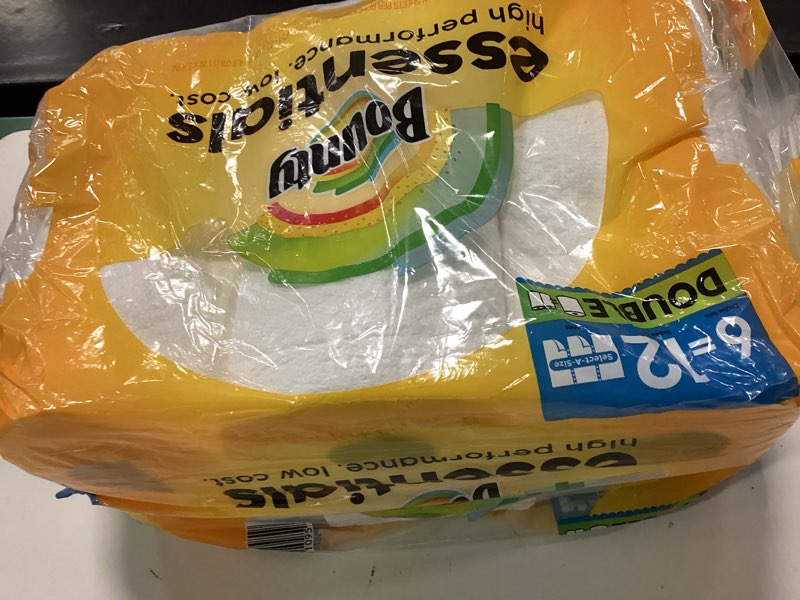 Bounty
essentials
high performance. low cost.
DOUBLE
6=12
Select-A-Size
essentials
high performance. low cost.